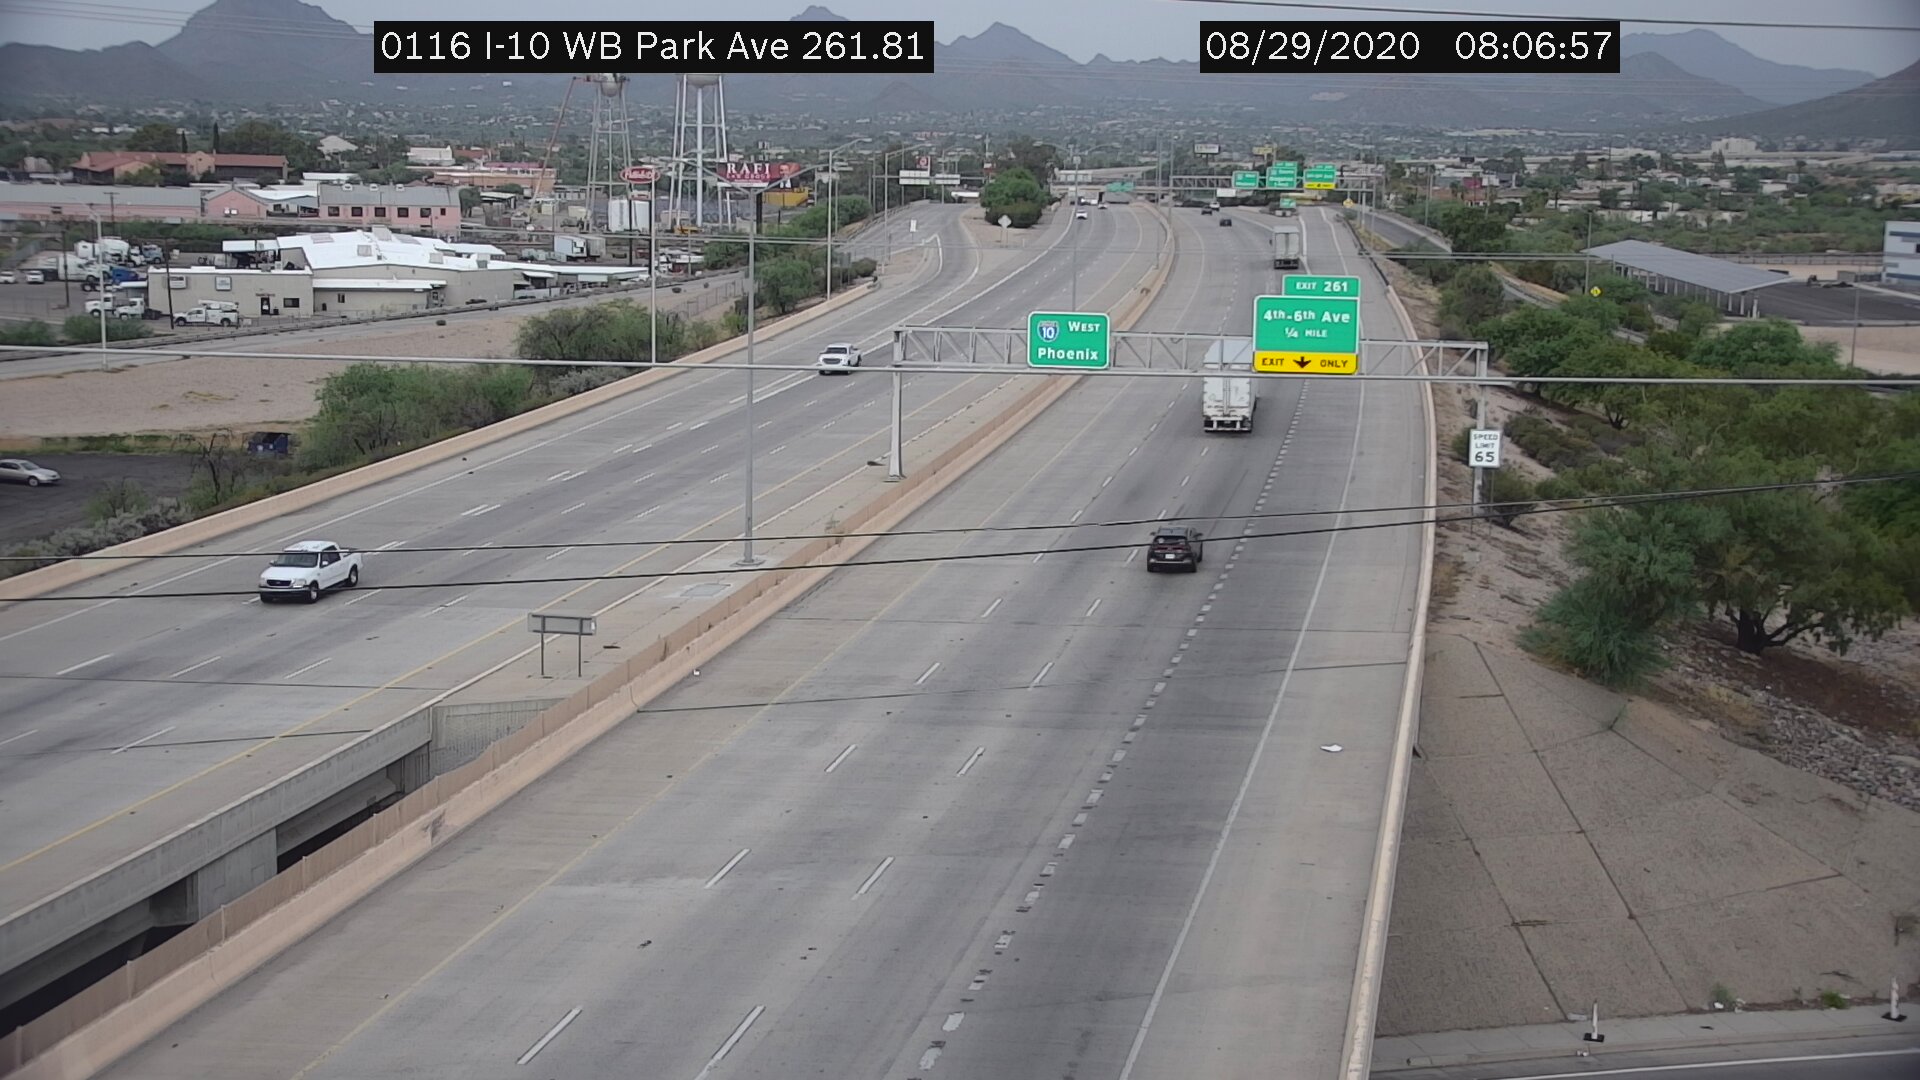 0116 I-10 WB Park Ave 261.81
08/29/2020 08:06:57
RAFI
EXIT 261
4th-6th Ave
1/4 MILE
EXIT ONLY
10 WEST
Phoenix
SPEED
LIMIT
65